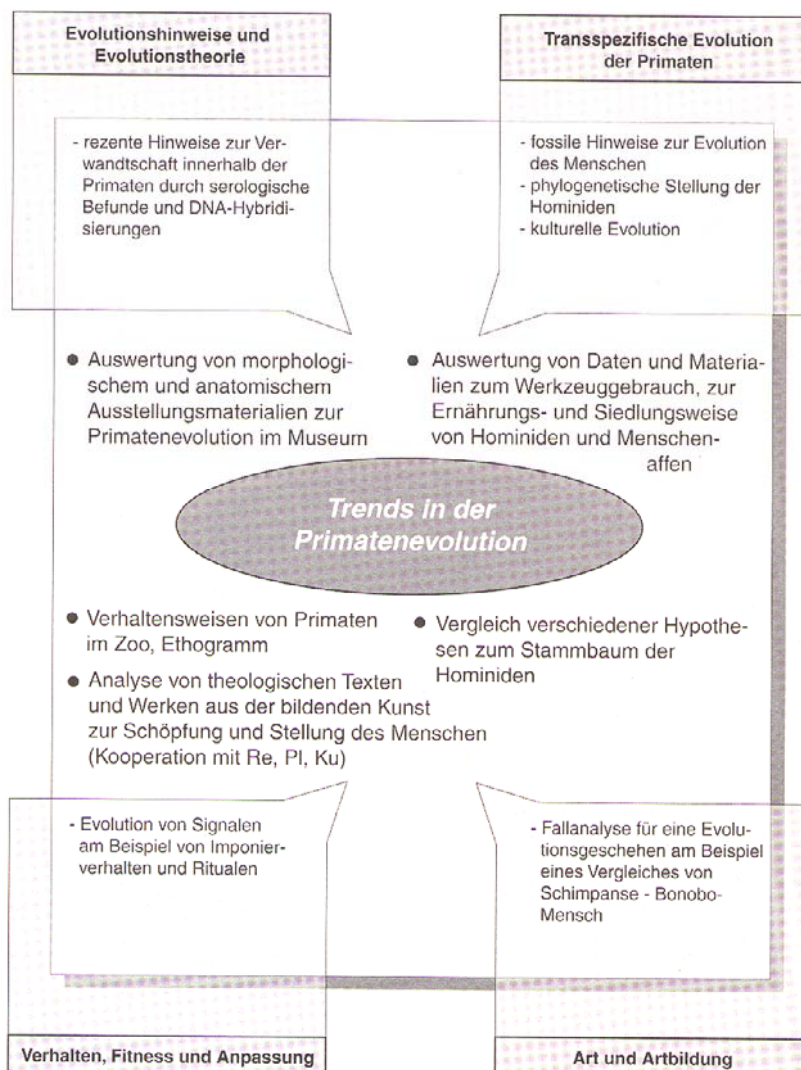 Evolutionshinweise und
Evolutionstheorie
Transspezifische Evolution
der Primaten
- rezente Hinweise zur Ver-
wandtschaft innerhalb der
Primaten durch serologische
Befunde und DNA-Hybridi-
sierungen
- fossile Hinweise zur Evolution
des Menschen
- phylogenetische Stellung der
Hominiden
- kulturelle Evolution
● Auswertung von morphologi-
schem und anatomischem
Ausstellungsmaterialien zur
Primatenevolution im Museum
● Auswertung von Daten und Materia-
lien zum Werkzeuggebrauch, zur
Ernährungs- und Siedlungsweise
von Hominiden und Menschen-
affen
Trends in der
Primatenevolution
● Verhaltensweisen von Primaten
im Zoo, Ethogramm
● Analyse von theologischen Texten
und Werken aus der bildenden Kunst
zur Schöpfung und Stellung des Menschen
(Kooperation mit Re, Pl, Ku)
● Vergleich verschiedener Hypothe-
sen zum Stammbaum der
Hominiden
- Evolution von Signalen
am Beispiel von Imponier-
verhalten und Ritualen
- Fallanalyse für eine Evolu-
tionsgeschehen am Beispiel
eines Vergleiches von
Schimpanse - Bonobo-
Mensch
Verhalten, Fitness und Anpassung
Art und Artbildung